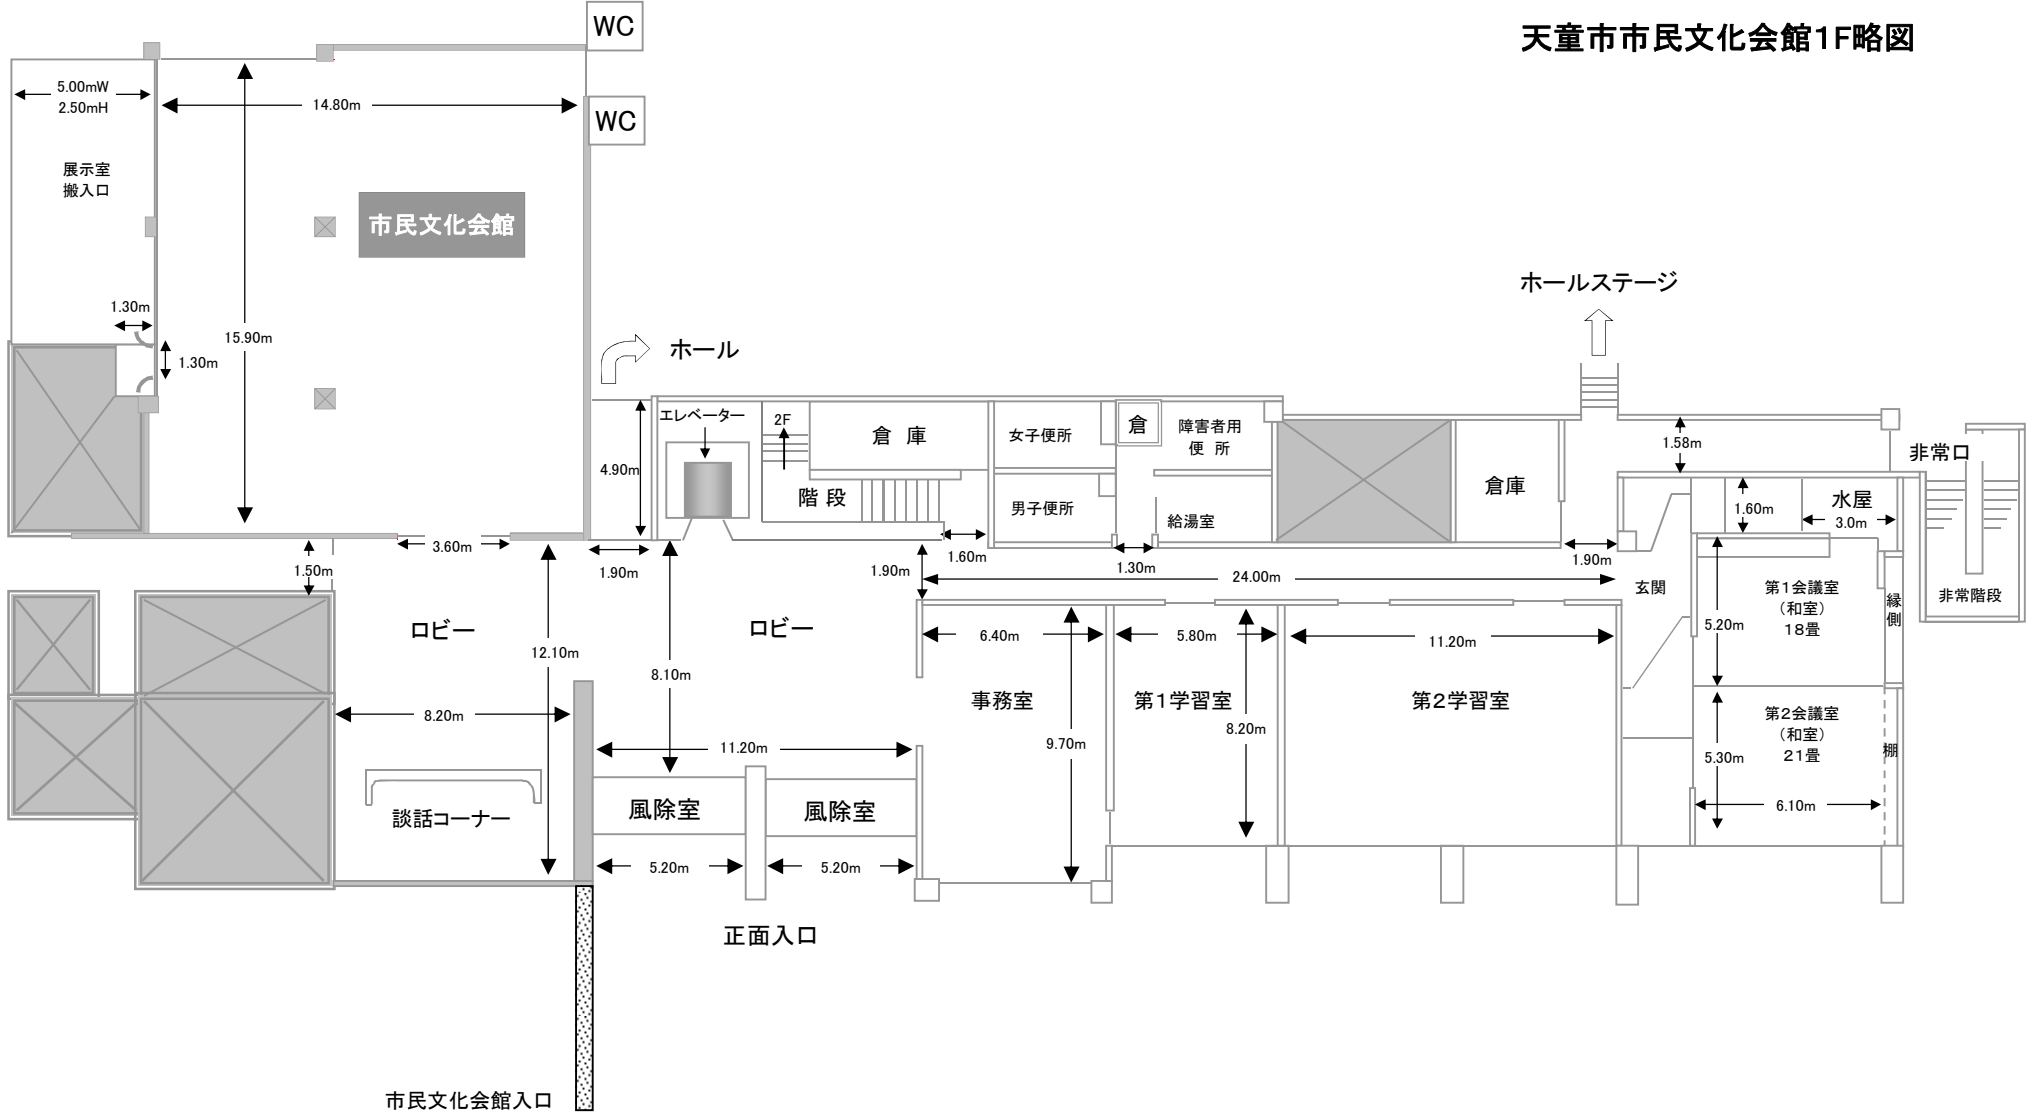 天童市市民文化会館1F略図
WC
WC
5.00mW
2.50mH
14.80m
展示室
搬入口
市民文化会館
1.30m
15.90m
1.30m
ホールステージ
ホール
エレベーター
2F
倉 庫
女子便所
倉
障害者用
便 所
1.58m
非常口
4.90m
階 段
男子便所
給湯室
倉庫
1.60m
水屋
3.0m
3.60m
1.50m
1.90m
1.60m
1.90m
1.30m
24.00m
1.90m
玄関
第1会議室
(和室)
18畳
縁側
非常階段
ロビー
ロビー
12.10m
8.10m
6.40m
5.80m
11.20m
5.20m
8.20m
11.20m
事務室
第1学習室
第2学習室
9.70m
8.20m
第2会議室
(和室)
21畳
棚
5.30m
6.10m
談話コーナー
風除室
風除室
5.20m
5.20m
正面入口
市民文化会館入口